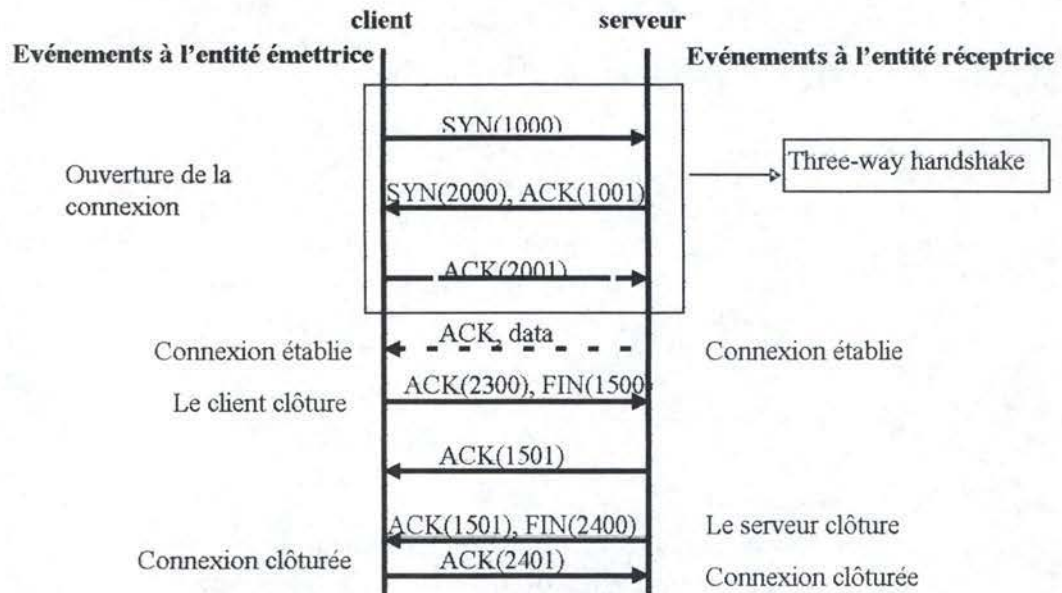 client serveur
Evénements à l'entité émettrice Evénements à l'entité réceptrice
SYN(1000)
Three-way handshake
Ouverture de la
connexion
SYN(2000), ACK(1001)
ACK(2001)
ACK, data
Connexion établie Connexion établie
ACK(2300), FIN(1500)
Le client clôture
ACK(1501)
ACK(1501), FIN(2400) Le serveur clôture
Connexion clôturée ACK(2401) Connexion clôturée